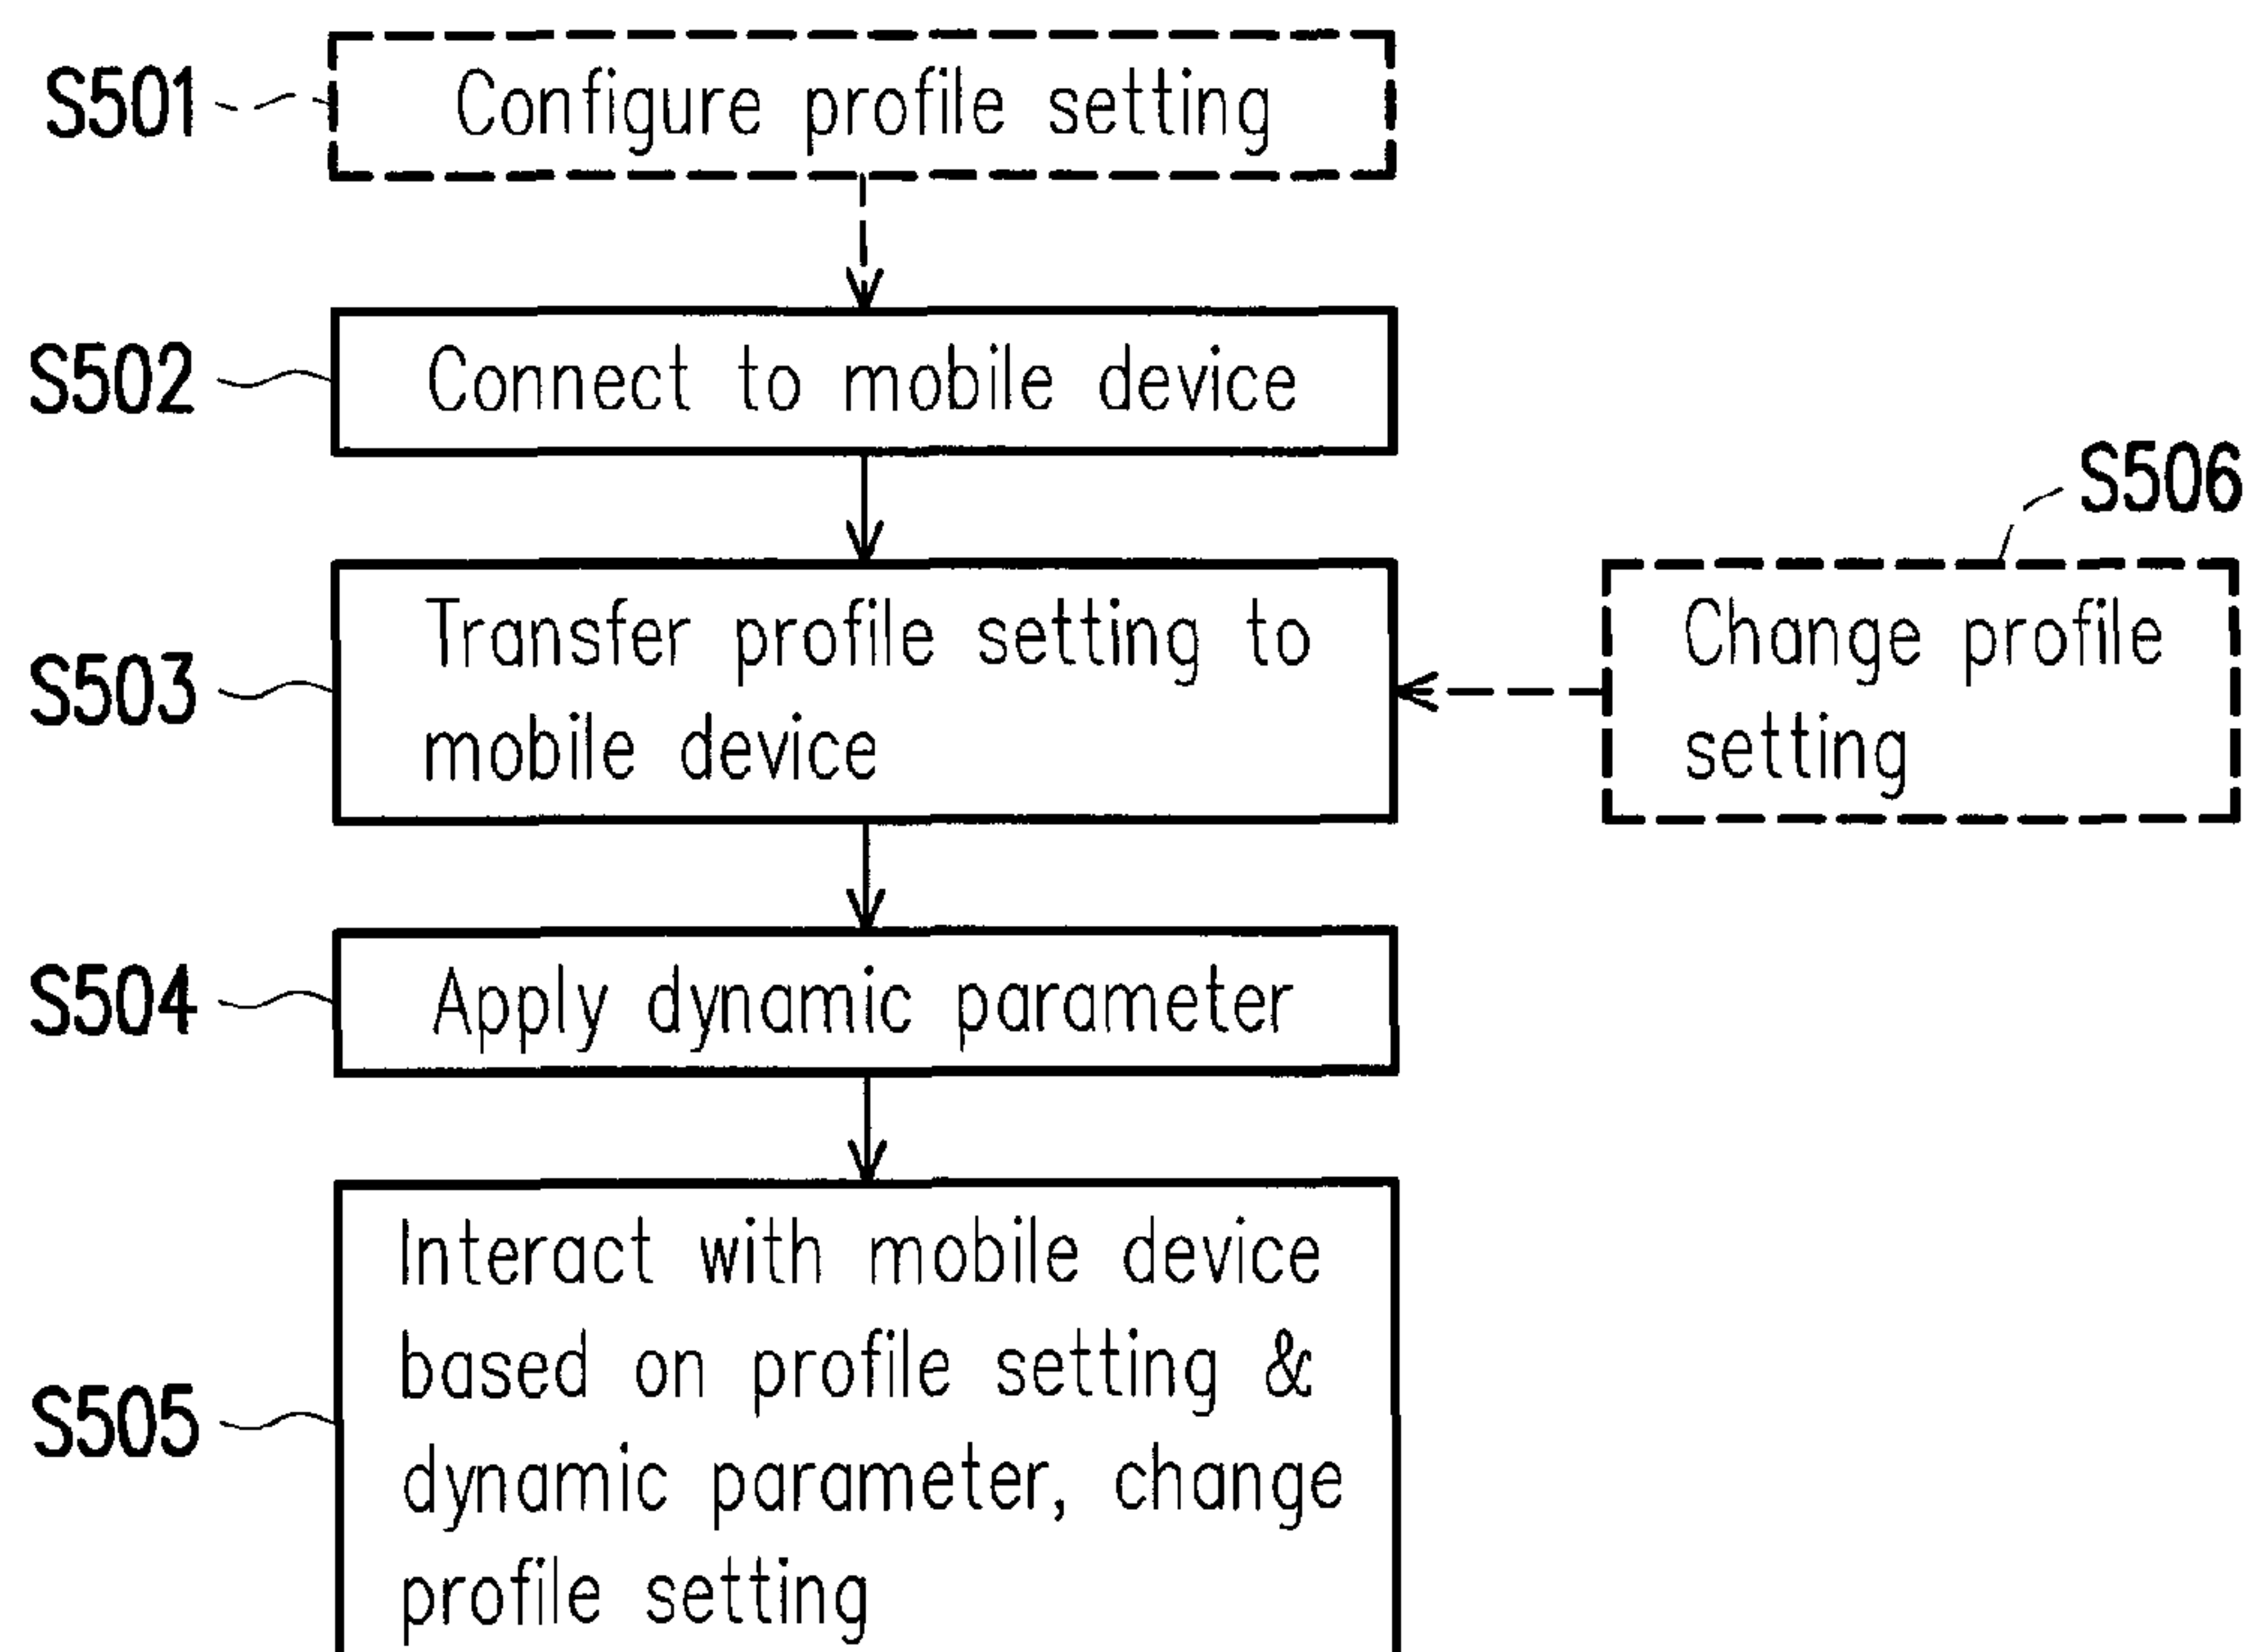 S501
Configure profile setting
S502
Connect to mobile device
S503
Transfer profile setting to
mobile device
S506
Change profile
setting
S504
Apply dynamic parameter
S505
Interact with mobile device
based on profile setting &
dynamic parameter, change
profile setting